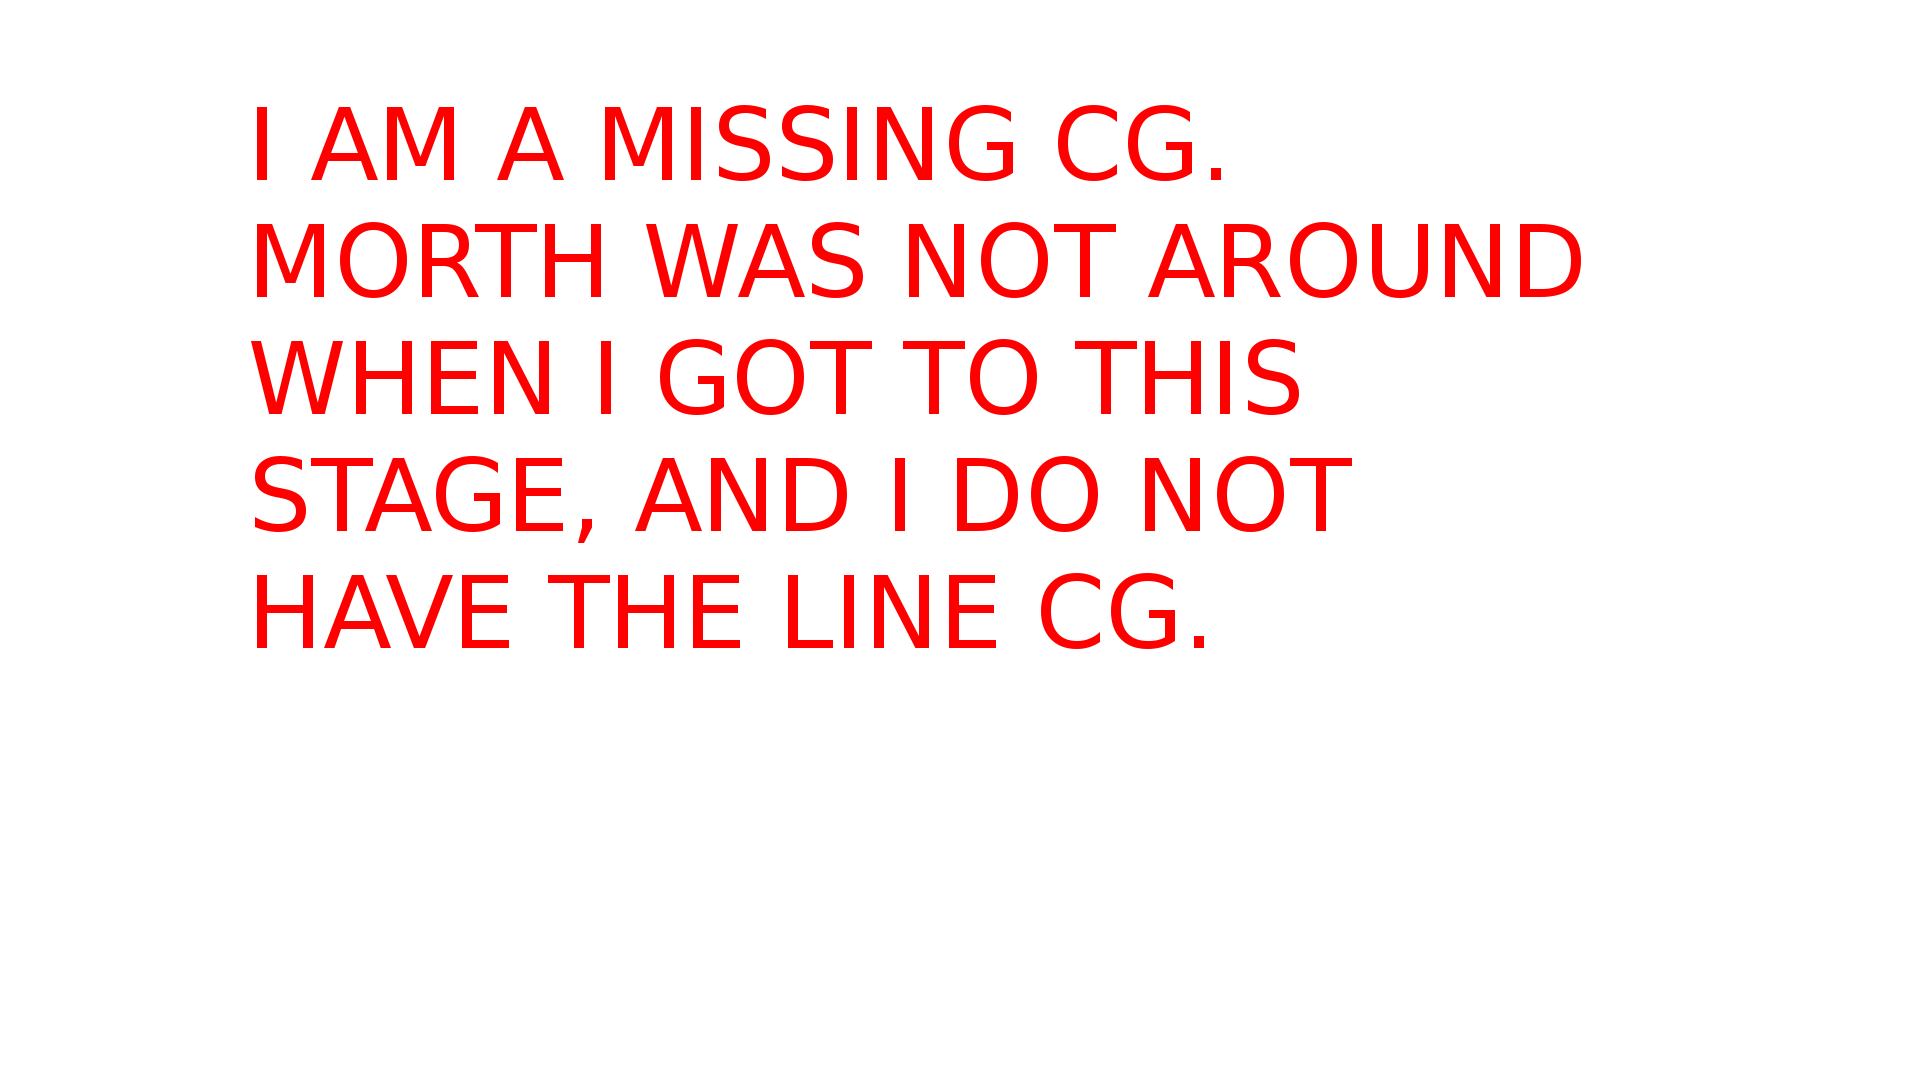 I AM A MISSING CG.
MORTH WAS NOT AROUND
WHEN I GOT TO THIS
STAGE, AND I DO NOT
HAVE THE LINE CG.